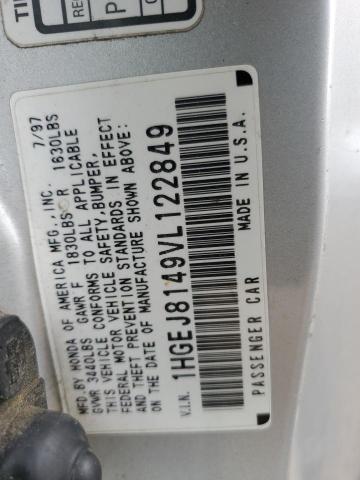 MFD. BY HONDA OF AMERICA MFG., INC. 7/97
GVWR 3440LBS GAWR F 1830LBS R 1630LBS
THIS VEHICLE CONFORMS TO ALL APPLICABLE
FEDERAL MOTOR VEHICLE SAFETY, BUMPER,
AND THEFT PREVENTION STANDARDS IN EFFECT
ON THE DATE OF MANUFACTURE SHOWN ABOVE
V.I.N. 1HGEJ8149VL122849
PASSENGER CAR MADE IN U.S.A.